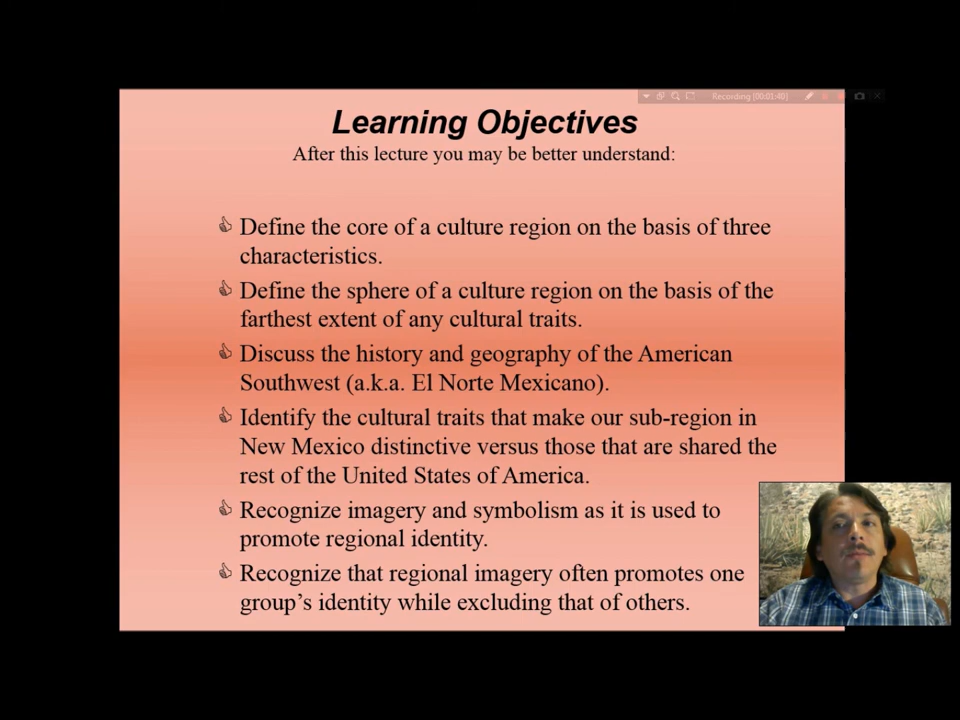 Recording [00:01:40]
Learning Objectives
After this lecture you may be better understand:
Define the core of a culture region on the basis of three
characteristics.
Define the sphere of a culture region on the basis of the
farthest extent of any cultural traits.
Discuss the history and geography of the American
Southwest (a.k.a. El Norte Mexicano).
Identify the cultural traits that make our sub-region in
New Mexico distinctive versus those that are shared the
rest of the United States of America.
Recognize imagery and symbolism as it is used to
promote regional identity.
Recognize that regional imagery often promotes one
group’s identity while excluding that of others.